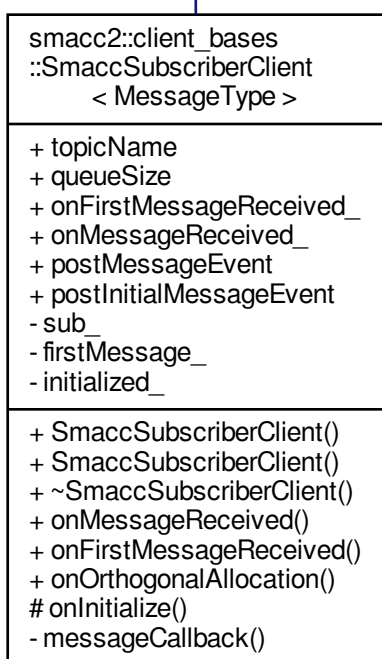 smacc2::client_bases
::SmaccSubscriberClient
< MessageType >
+ topicName
+ queueSize
+ onFirstMessageReceived_
+ onMessageReceived_
+ postMessageEvent
+ postInitialMessageEvent
- sub_
- firstMessage_
- initialized_
+ SmaccSubscriberClient()
+ SmaccSubscriberClient()
+ ~SmaccSubscriberClient()
+ onMessageReceived()
+ onFirstMessageReceived()
+ onOrthogonalAllocation()
# onInitialize()
- messageCallback()